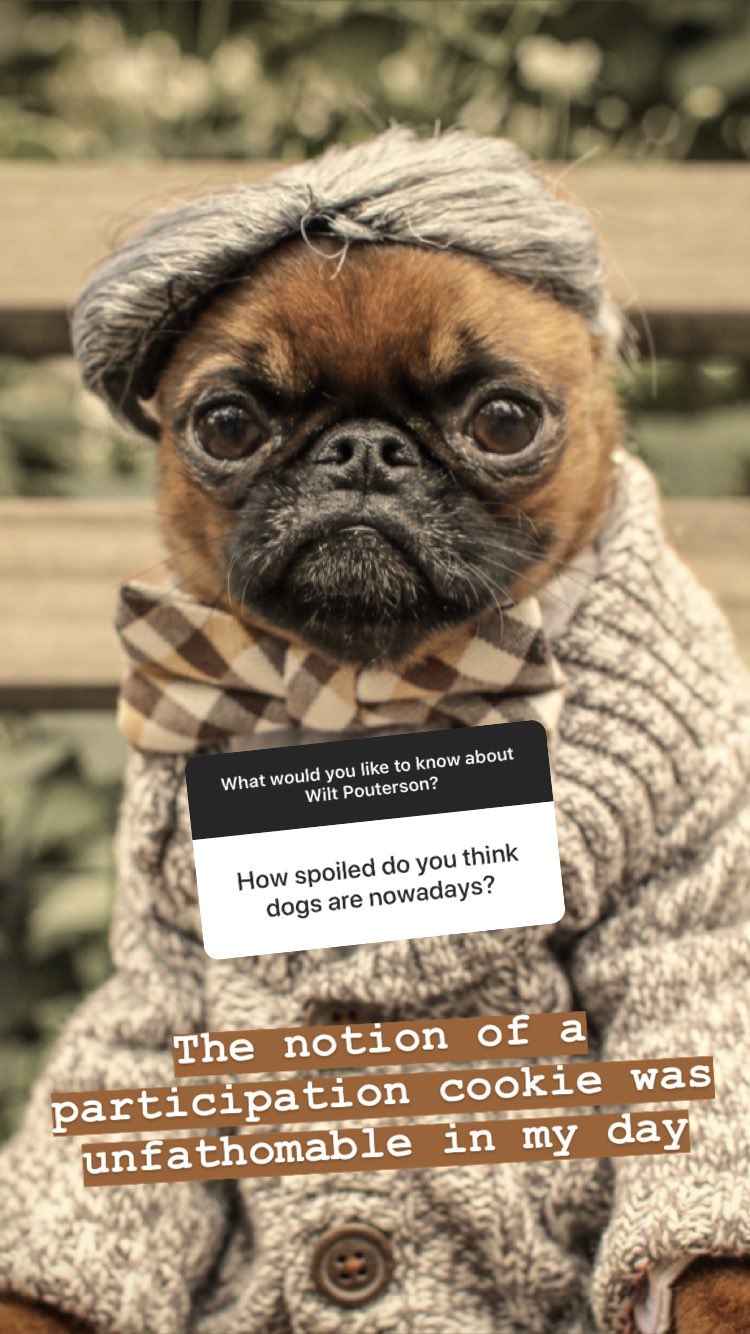 What would you like to know about
Wilt Pouterson?
How spoiled do you think
dogs are nowadays?
The notion of a
participation cookie was
unfathomable in my day